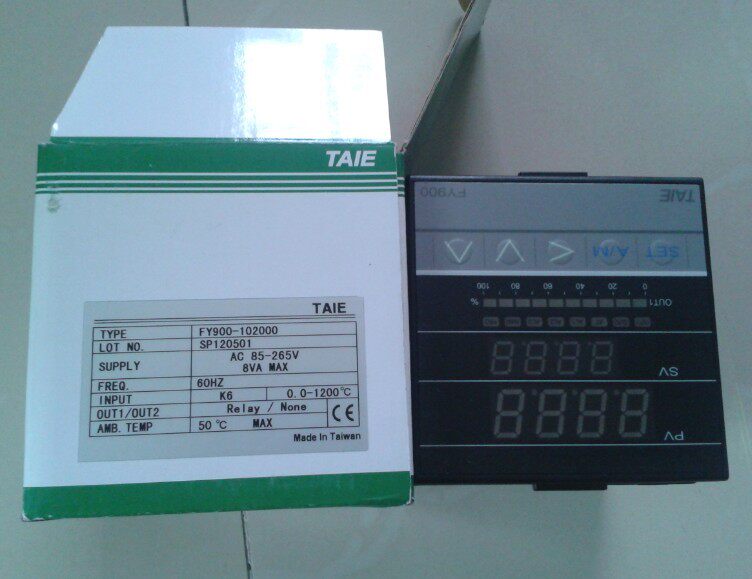 TAIE
TAIE
TYPE FY900-102000
LOT NO. SP120501
SUPPLY AC 85-265V
8VA MAX
FREQ. 60HZ
INPUT K6 0.0-1200℃
OUT1/OUT2 Relay / None
AMB. TEMP 50 ℃ MAX
CE
Made In Taiwan
PV
SV
OUT1 0 20 40 60 80 100 %
SET A/M
TAIE FY900